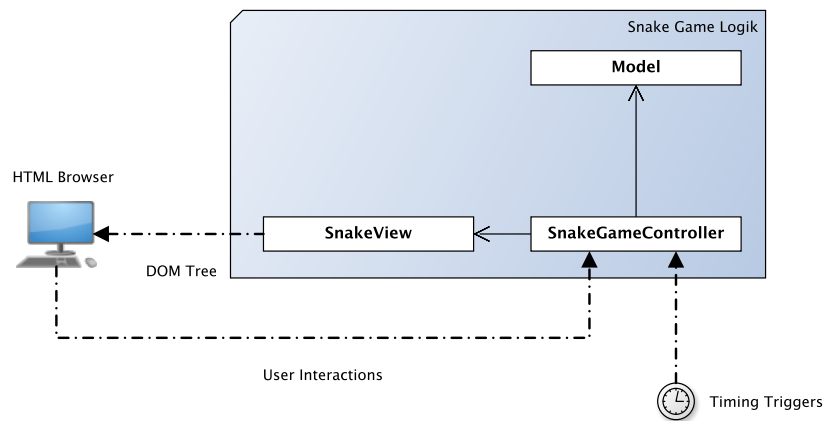 Snake Game Logik
Model
HTML Browser
SnakeView
SnakeGameController
DOM Tree
User Interactions
Timing Triggers